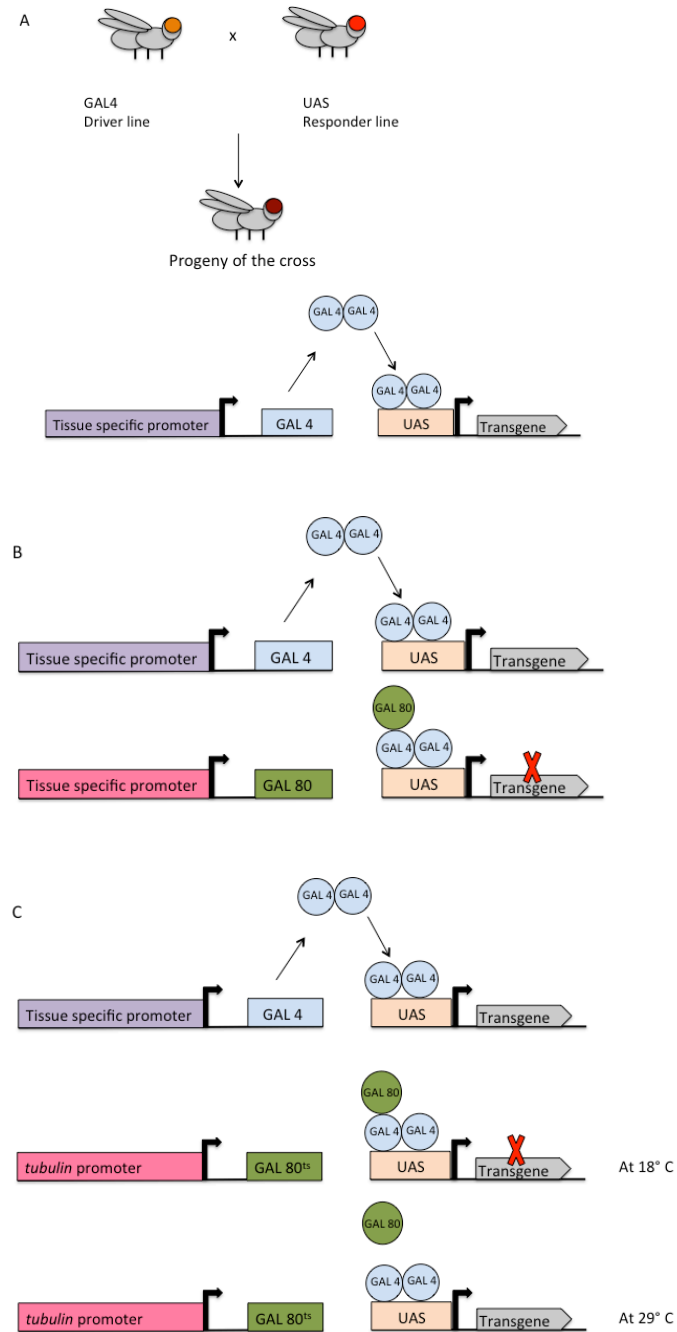 A
x
GAL4
Driver line
UAS
Responder line
Progeny of the cross
GAL 4 GAL 4
GAL 4 GAL 4
Tissue specific promoter GAL 4 UAS Transgene
B
GAL 4 GAL 4
GAL 4 GAL 4
Tissue specific promoter GAL 4 UAS Transgene
GAL 80
GAL 4 GAL 4
Tissue specific promoter GAL 80 UAS Transgene
C
GAL 4 GAL 4
GAL 4 GAL 4
Tissue specific promoter GAL 4 UAS Transgene
GAL 80
GAL 4 GAL 4
tubulin promoter GAL 80ts UAS Transgene At 18° C
GAL 80
GAL 4 GAL 4
tubulin promoter GAL 80ts UAS Transgene At 29° C